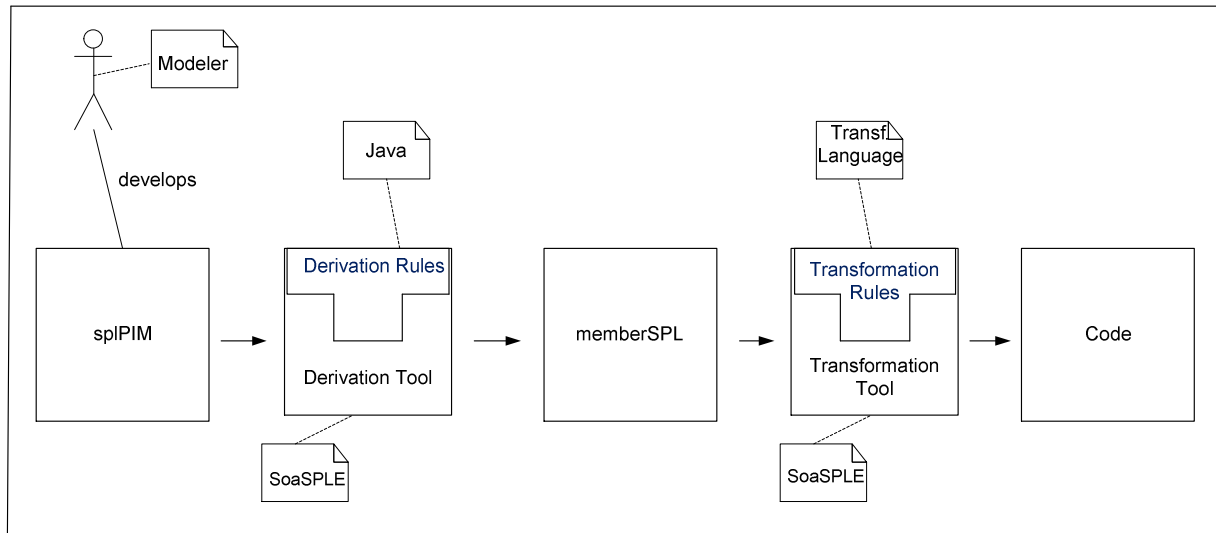 Modeler
develops
Java
Transf.
Language
splPIM
Derivation Rules
Derivation Tool
memberSPL
Transformation
Rules
Transformation
Tool
Code
SoaSPLE
SoaSPLE